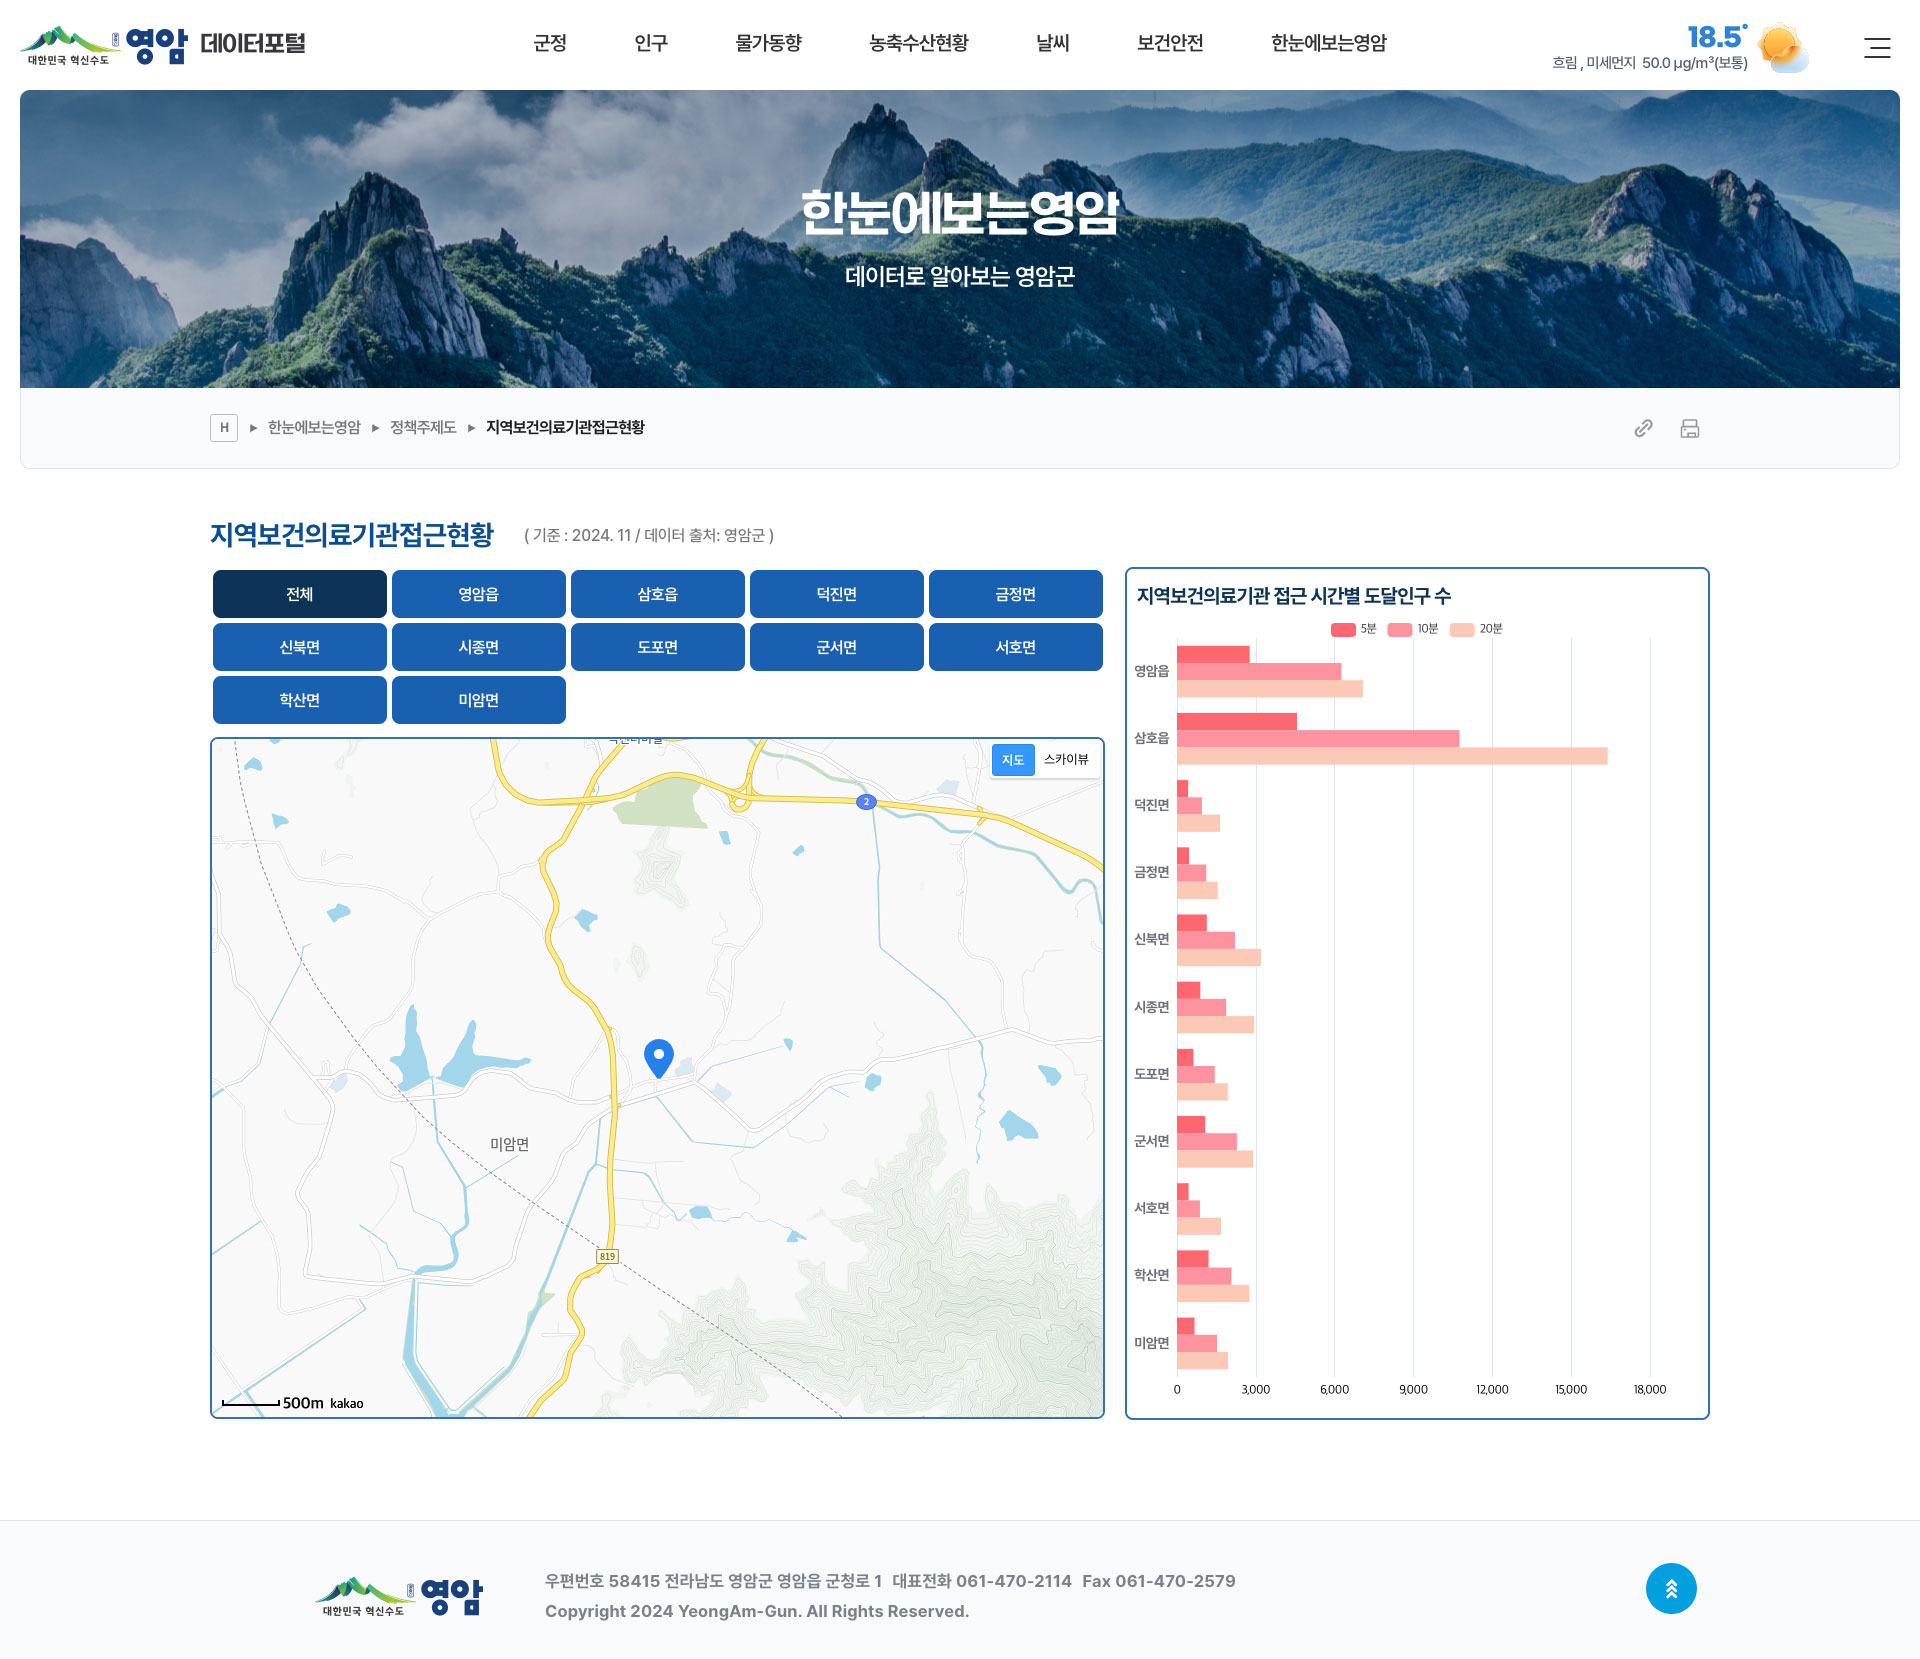 대한민국 혁신수도 영암 데이터포털
군정 인구 물가동향 농축수산현황 날씨 보건안전 한눈에보는영암
18.5°
흐림 , 미세먼지 50.0 µg/m³(보통)
한눈에보는영암
데이터로 알아보는 영암군
H ▶ 한눈에보는영암 ▶ 정책주제도 ▶ 지역보건의료기관접근현황
지역보건의료기관접근현황 ( 기준 : 2024. 11 / 데이터 출처: 영암군 )
전체 영암읍 삼호읍 덕진면 금정면
신북면 시종면 도포면 군서면 서호면
학산면 미암면
지도 스카이뷰
2
미암면
819
500m kakao
지역보건의료기관 접근 시간별 도달인구 수
5분 10분 20분
영암읍
삼호읍
덕진면
금정면
신북면
시종면
도포면
군서면
서호면
학산면
미암면
0 3,000 6,000 9,000 12,000 15,000 18,000
대한민국 혁신수도 영암
우편번호 58415 전라남도 영암군 영암읍 군청로 1 대표전화 061-470-2114 Fax 061-470-2579
Copyright 2024 YeongAm-Gun. All Rights Reserved.